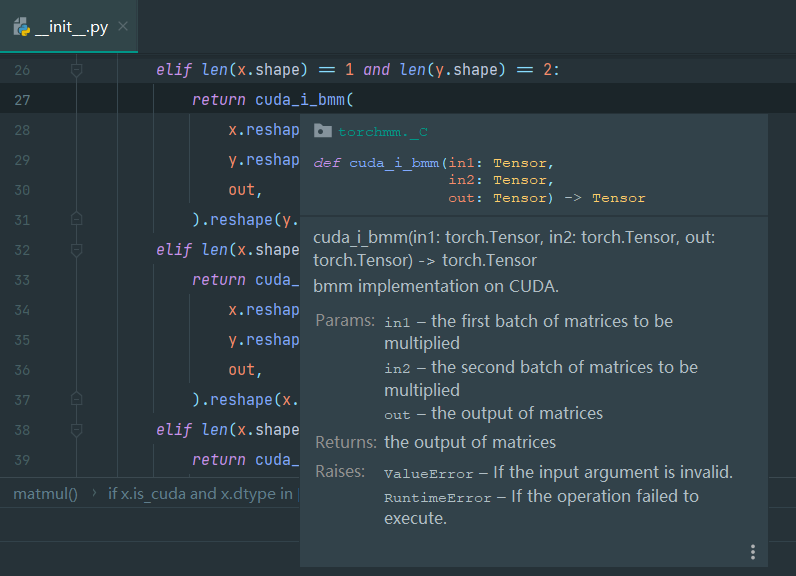 __init__.py
26 elif len(x.shape) == 1 and len(y.shape) == 2:
27 return cuda_i_bmm(
28 x.reshap
29 y.reshap
30 out,
31 ).reshape(y.
32 elif len(x.shape
33 return cuda_
34 x.reshap
35 y.reshap
36 out,
37 ).reshape(x.
38 elif len(x.shape
39 return cuda_
matmul() › if x.is_cuda and x.dtype in
torchmm._C
def cuda_i_bmm(in1: Tensor,
in2: Tensor,
out: Tensor) -> Tensor
cuda_i_bmm(in1: torch.Tensor, in2: torch.Tensor, out:
torch.Tensor) -> torch.Tensor
bmm implementation on CUDA.
Params: in1 – the first batch of matrices to be
multiplied
in2 – the second batch of matrices to be
multiplied
out – the output of matrices
Returns: the output of matrices
Raises: ValueError – If the input argument is invalid.
RuntimeError – If the operation failed to
execute.